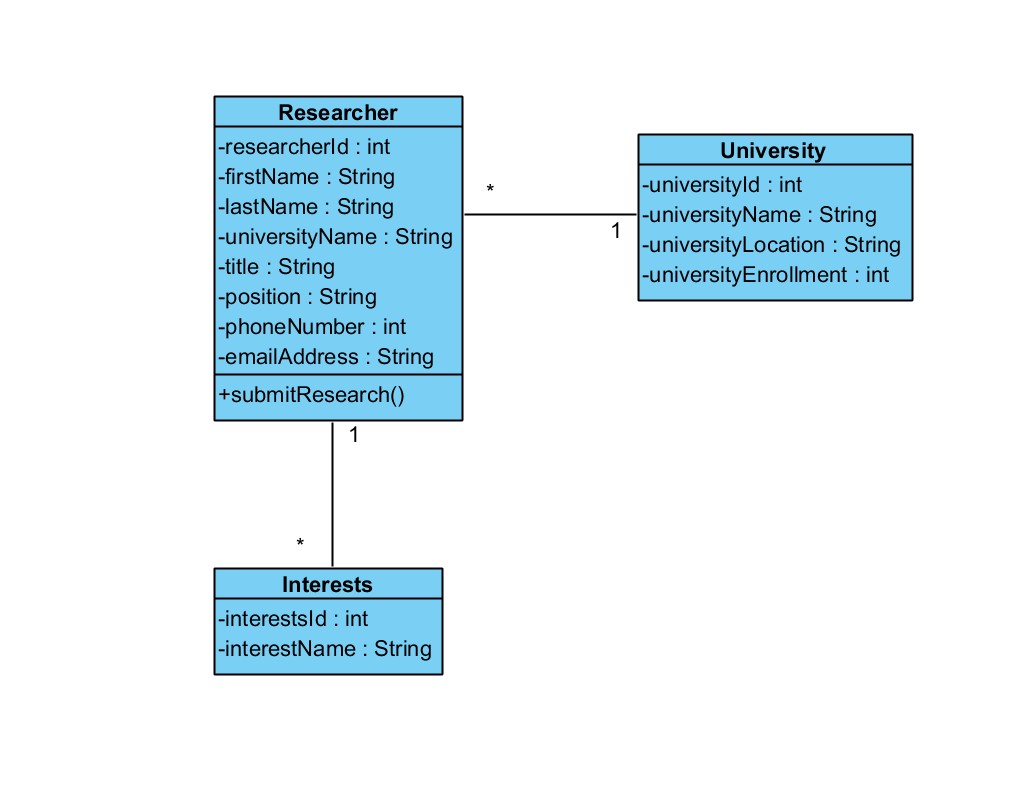 Researcher
-researcherId : int
-firstName : String
-lastName : String
-universityName : String
-title : String
-position : String
-phoneNumber : int
-emailAddress : String
+submitResearch()
*
1
University
-universityId : int
-universityName : String
-universityLocation : String
-universityEnrollment : int
1
*
Interests
-interestsId : int
-interestName : String